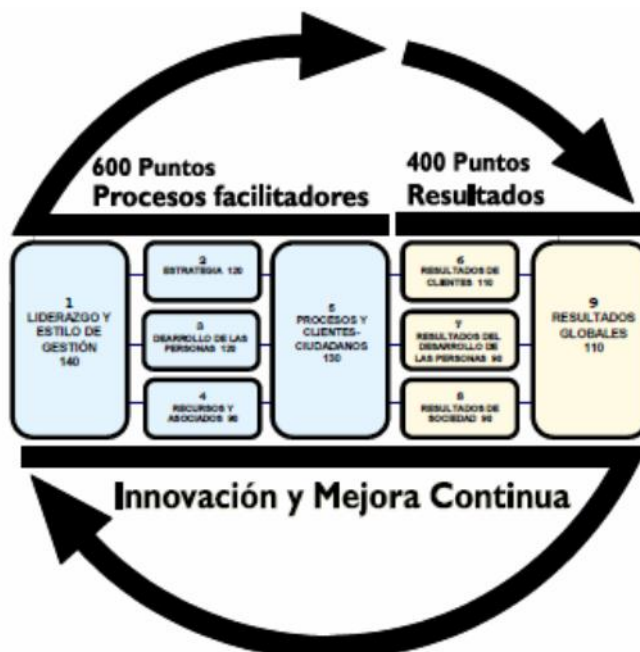 600 Puntos
Procesos facilitadores
400 Puntos
Resultados
1
LIDERAZGO Y
ESTILO DE
GESTIÓN
140
2
ESTRATEGIA 120
3
DEARROLLO DE LAS
PERSONAS 120
4
RECURSOS Y
ASOCIADOS 90
5
PROCESOS Y
CLIENTES-
CIUDADANOS
130
6
RESULTADOS DE
CLIENTES 110
7
RESULTADOS DEL
DESARROLLO DE
LAS PERSONAS 90
8
RESULTADOS DE
SOCIEDAD 90
9
RESULTADOS
GLOBALES
110
Innovación y Mejora Continua